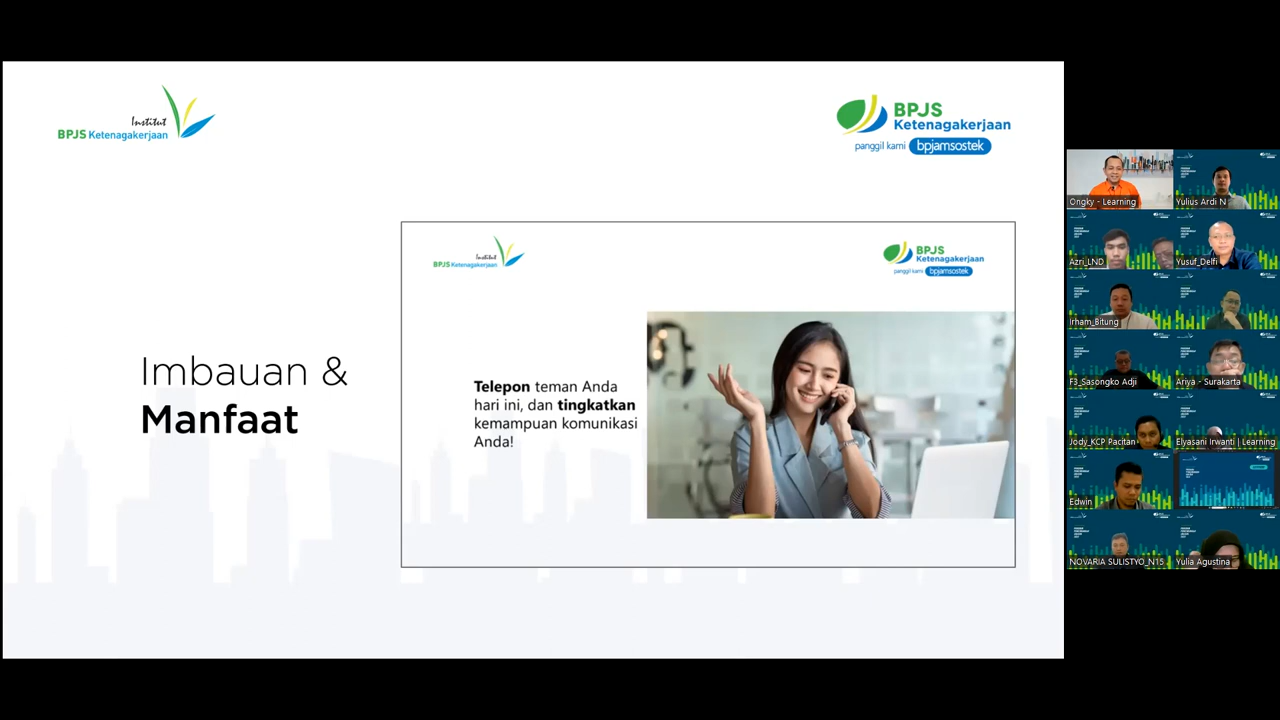 Institut
BPJS Ketenagakerjaan
BPJS
Ketenagakerjaan
panggil kami bpjamsostek
Imbauan &
Manfaat
Institut
BPJS Ketenagakerjaan
BPJS
Ketenagakerjaan
panggil kami bpjamsostek
Telepon teman Anda
hari ini, dan tingkatkan
kemampuan komunikasi
Anda!
Ongky - Learning
Yulius Ardi N
Azri_LND
Yusuf_Delfi
Irham_Bitung
F3_Sasongko Adji
Ariya - Surakarta
Jody_KCP Pacitan
Elyasani Irwanti | Learning
Edwin
NOVARIA SULISTYO_N15...
Yulia Agustina